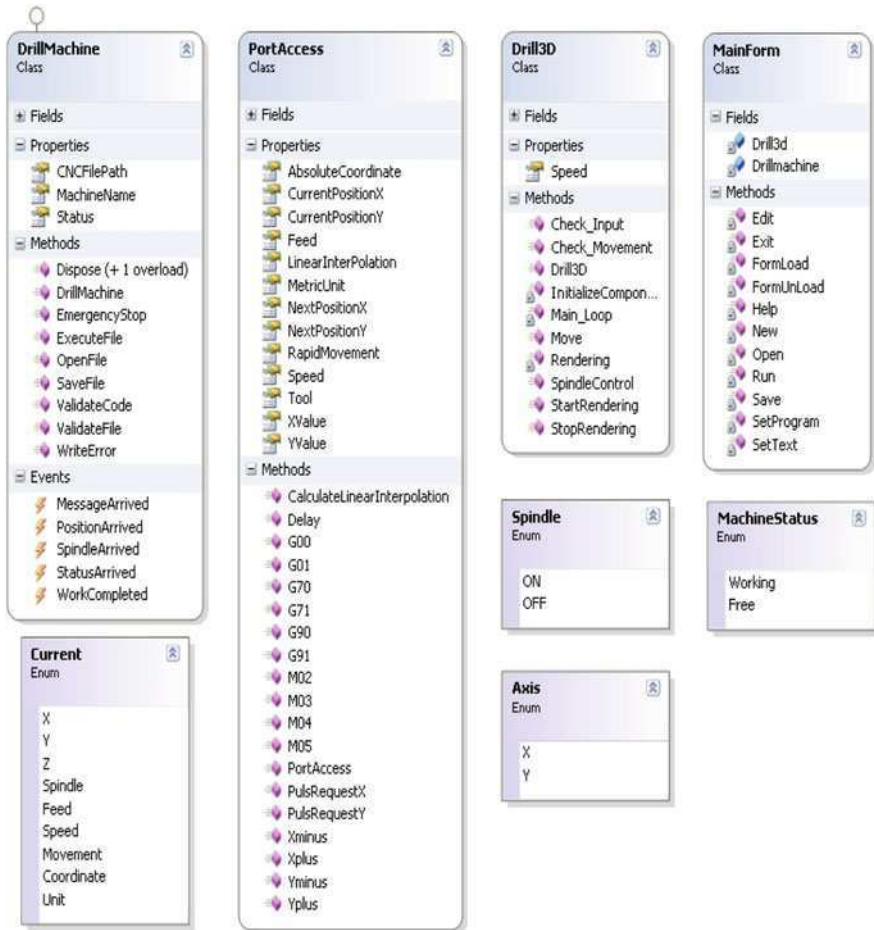 DrillMachine
Class
Fields
Properties
CNCFilePath
MachineName
Status
Methods
Dispose (+ 1 overload)
DrillMachine
EmergencyStop
ExecuteFile
OpenFile
SaveFile
ValidateCode
ValidateFile
WriteError
Events
MessageArrived
PositionArrived
SpindleArrived
StatusArrived
WorkCompleted
Current
Enum
X
Y
Z
Spindle
Feed
Speed
Movement
Coordinate
Unit
PortAccess
Class
Fields
Properties
AbsoluteCoordinate
CurrentPositionX
CurrentPositionY
Feed
LinearInterPolation
MetricUnit
NextPositionX
NextPositionY
RapidMovement
Speed
Tool
XValue
YValue
Methods
CalculateLinearInterpolation
Delay
G00
G01
G70
G71
G90
G91
M02
M03
M04
M05
PortAccess
PulsRequestX
PulsRequestY
Xminus
Xplus
Yminus
Yplus
Drill3D
Class
Fields
Properties
Speed
Methods
Check_Input
Check_Movement
Drill3D
InitializeCompon...
Main_Loop
Move
Rendering
SpindleControl
StartRendering
StopRendering
Spindle
Enum
ON
OFF
Axis
Enum
X
Y
MainForm
Class
Fields
Drill3d
Drillmachine
Methods
Edit
Exit
FormLoad
FormUnLoad
Help
New
Open
Run
Save
SetProgram
SetText
MachineStatus
Enum
Working
Free